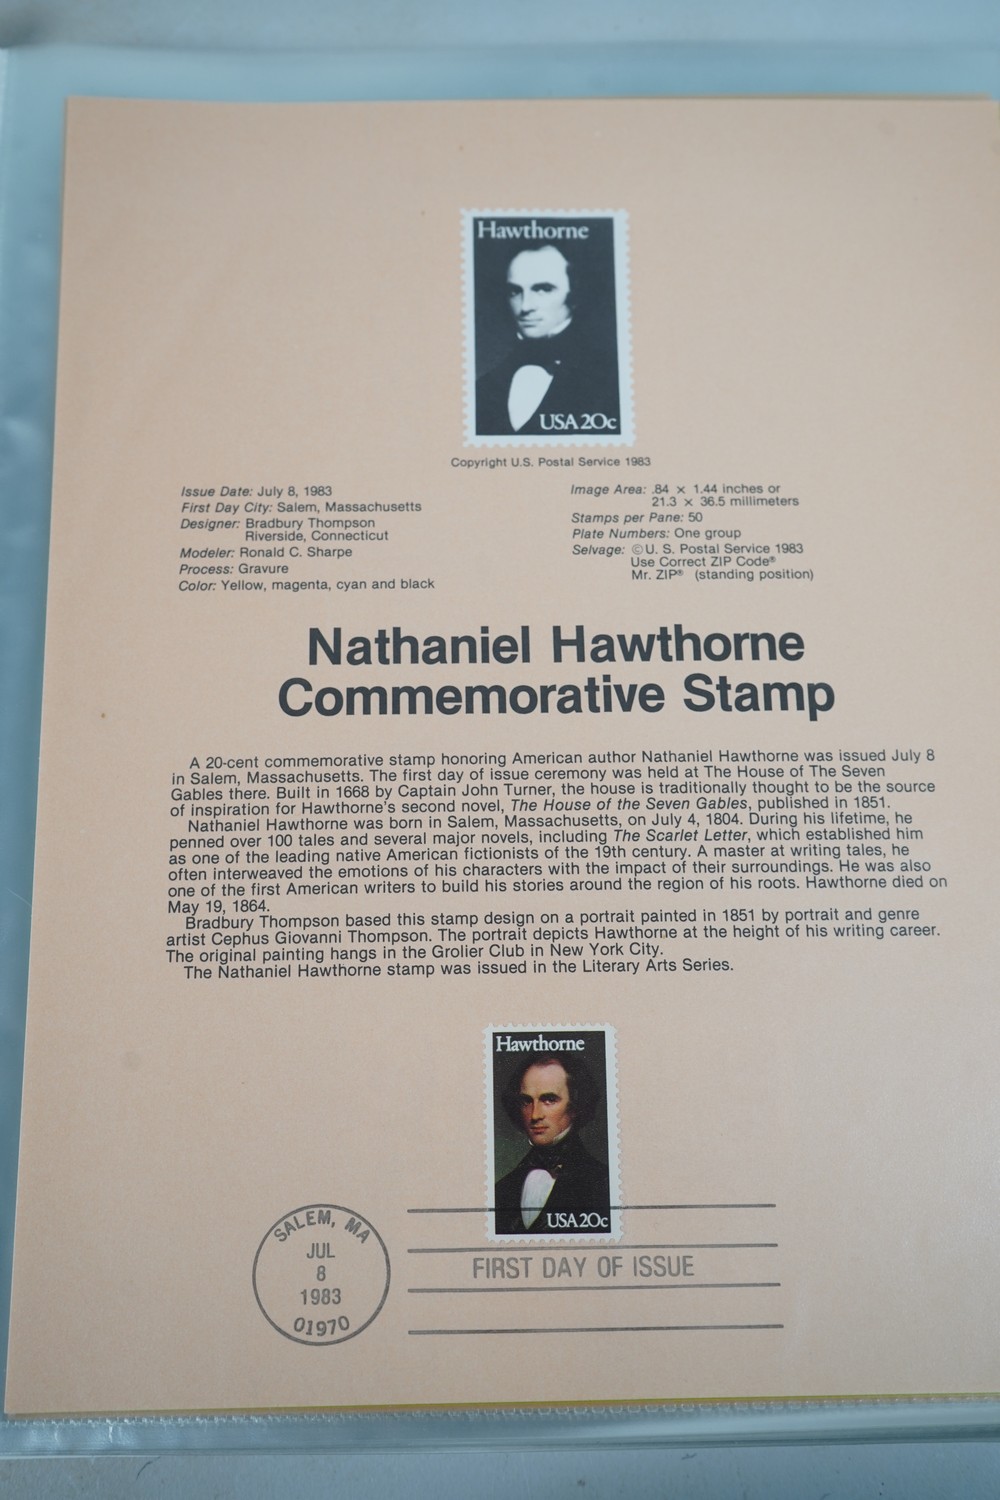 Hawthorne
USA 20c
Copyright U.S. Postal Service 1983
Issue Date: July 8, 1983
First Day City: Salem, Massachusetts
Designer: Bradbury Thompson
Riverside, Connecticut
Modeler: Ronald C. Sharpe
Process: Gravure
Color: Yellow, magenta, cyan and black
Image Area: .84 × 1.44 inches or
21.3 × 36.5 millimeters
Stamps per Pane: 50
Plate Numbers: One group
Selvage: ©U. S. Postal Service 1983
Use Correct ZIP Code®
Mr. ZIP® (standing position)
Nathaniel Hawthorne
Commemorative Stamp
A 20-cent commemorative stamp honoring American author Nathaniel Hawthorne was issued July 8
in Salem, Massachusetts. The first day of issue ceremony was held at The House of The Seven
Gables there. Built in 1668 by Captain John Turner, the house is traditionally thought to be the source
of inspiration for Hawthorne's second novel, The House of the Seven Gables, published in 1851.
Nathaniel Hawthorne was born in Salem, Massachusetts, on July 4, 1804. During his lifetime, he
penned over 100 tales and several major novels, including The Scarlet Letter, which established him
as one of the leading native American fictionists of the 19th century. A master at writing tales, he
often interweaved the emotions of his characters with the impact of their surroundings. He was also
one of the first American writers to build his stories around the region of his roots. Hawthorne died on
May 19, 1864.
Bradbury Thompson based this stamp design on a portrait painted in 1851 by portrait and genre
artist Cephus Giovanni Thompson. The portrait depicts Hawthorne at the height of his writing career.
The original painting hangs in the Grolier Club in New York City.
The Nathaniel Hawthorne stamp was issued in the Literary Arts Series.
Hawthorne
USA 20c
SALEM, MA
JUL
8
1983
01970
FIRST DAY OF ISSUE